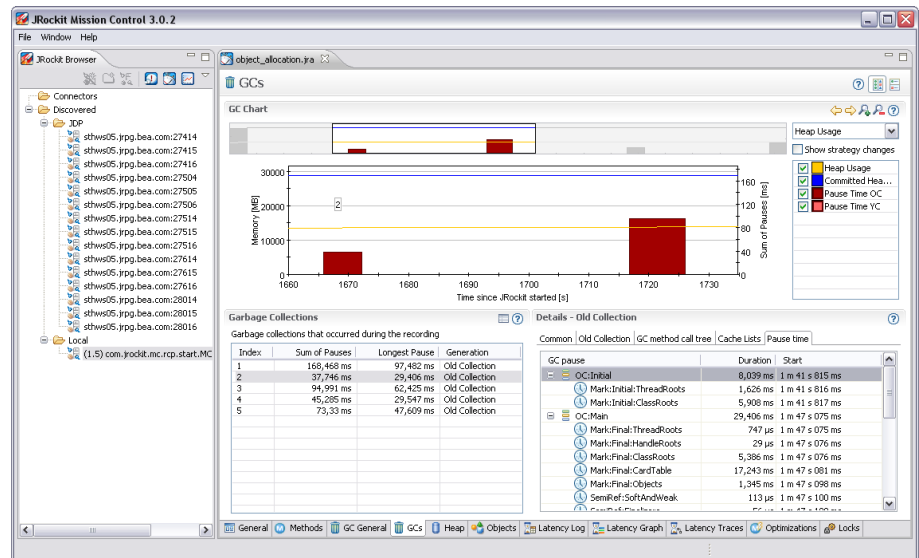 JRockit Mission Control 3.0.2
File Window Help
JRockit Browser
Connectors
Discovered
JDP
sthws05.jrpg.bea.com:27414
sthws05.jrpg.bea.com:27415
sthws05.jrpg.bea.com:27416
sthws05.jrpg.bea.com:27504
sthws05.jrpg.bea.com:27505
sthws05.jrpg.bea.com:27506
sthws05.jrpg.bea.com:27514
sthws05.jrpg.bea.com:27515
sthws05.jrpg.bea.com:27516
sthws05.jrpg.bea.com:27614
sthws05.jrpg.bea.com:27615
sthws05.jrpg.bea.com:27616
sthws05.jrpg.bea.com:28014
sthws05.jrpg.bea.com:28015
sthws05.jrpg.bea.com:28016
Local
(1.5) com.jrockit.mc.rcp.start.MC
object_allocation.jra
GCs
GC Chart
Heap Usage
Show strategy changes
Heap Usage
Committed Hea...
Pause Time OC
Pause Time YC
30000
20000
10000
0
Memory [MB]
2
160
120
80
40
0
Sum of Pauses [ms]
1660 1670 1680 1690 1700 1710 1720 1730
Time since JRockit started [s]
Garbage Collections
Garbage collections that occurred during the recording
Index Sum of Pauses Longest Pause Generation
1 168,468 ms 97,482 ms Old Collection
2 37,746 ms 29,406 ms Old Collection
3 94,991 ms 62,425 ms Old Collection
4 45,285 ms 29,547 ms Old Collection
5 73,33 ms 47,609 ms Old Collection
Details - Old Collection
Common Old Collection GC method call tree Cache Lists Pause time
GC pause Duration Start
OC:Initial 8,039 ms 1 m 41 s 815 ms
Mark:Initial:ThreadRoots 1,626 ms 1 m 41 s 816 ms
Mark:Initial:ClassRoots 5,908 ms 1 m 41 s 817 ms
OC:Main 29,406 ms 1 m 47 s 075 ms
Mark:Final:ThreadRoots 747 µs 1 m 47 s 075 ms
Mark:Final:HandleRoots 29 µs 1 m 47 s 076 ms
Mark:Final:ClassRoots 5,386 ms 1 m 47 s 076 ms
Mark:Final:CardTable 17,243 ms 1 m 47 s 081 ms
Mark:Final:Objects 1,345 ms 1 m 47 s 098 ms
SemiRef:SoftAndWeak 113 µs 1 m 47 s 100 ms
General Methods GC General GCs Heap Objects Latency Log Latency Graph Latency Traces Optimizations Locks